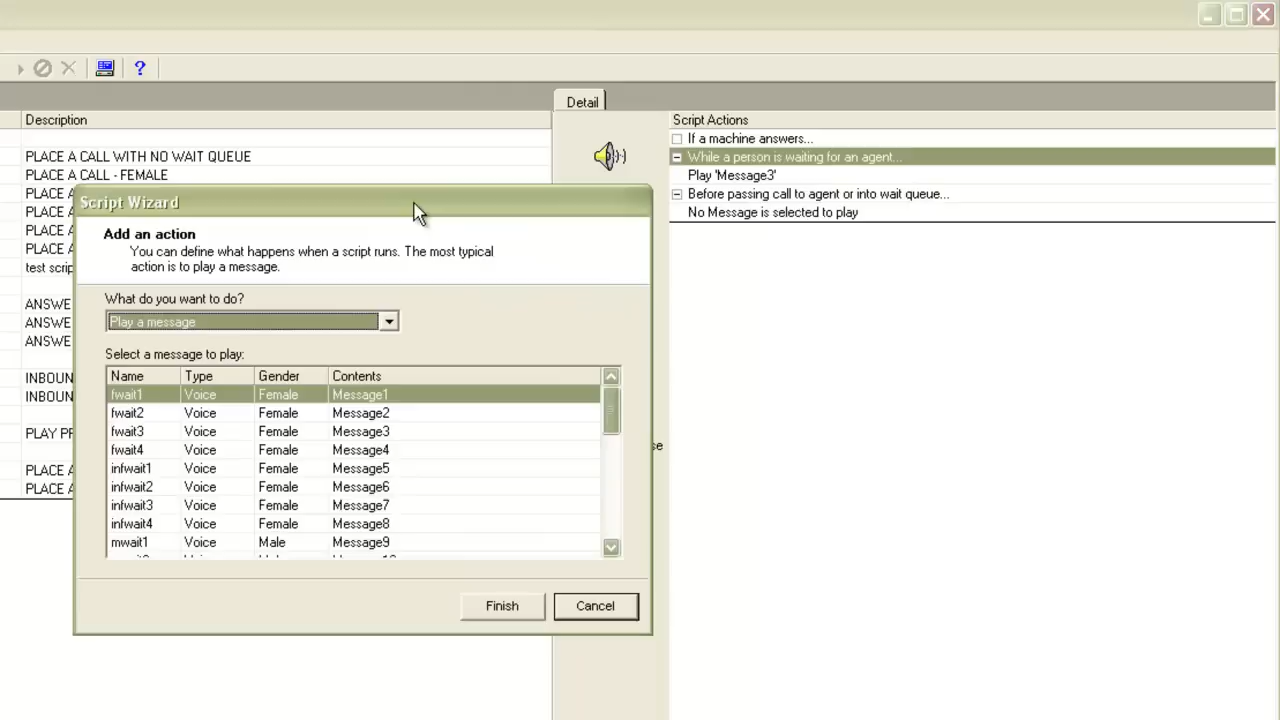 Detail
Description
PLACE A CALL WITH NO WAIT QUEUE
PLACE A CALL - FEMALE
PLACE A
PLACE A
PLACE A
PLACE A
test scrip
ANSWE
ANSWE
ANSWE
INBOUN
INBOUN
PLAY PR
PLACE A
PLACE A
Script Wizard
Add an action
You can define what happens when a script runs. The most typical
action is to play a message.
What do you want to do?
Play a message
Select a message to play:
Name Type Gender Contents
fwait1 Voice Female Message1
fwait2 Voice Female Message2
fwait3 Voice Female Message3
fwait4 Voice Female Message4
infwait1 Voice Female Message5
infwait2 Voice Female Message6
infwait3 Voice Female Message7
infwait4 Voice Female Message8
mwait1 Voice Male Message9
Finish Cancel
se
Script Actions
If a machine answers...
While a person is waiting for an agent...
Play 'Message3'
Before passing call to agent or into wait queue...
No Message is selected to play